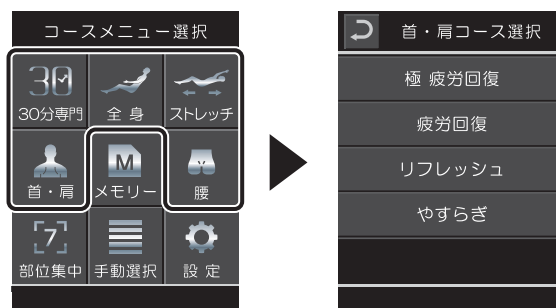 コースメニュー選択
30
30分専門
全 身
ストレッチ
首・肩
M
メモリー
腰
7
部位集中
手動選択
設 定
首・肩コース選択
極 疲労回復
疲労回復
リフレッシュ
やすらぎ